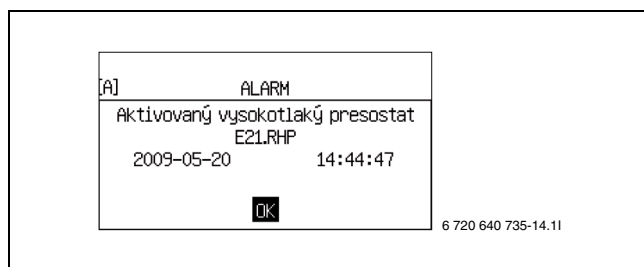 [A] ALARM
Aktivovaný vysokotlaký presostat
E21.RHP
2009-05-20 14:44:47
OK
6 720 640 735-14.1I